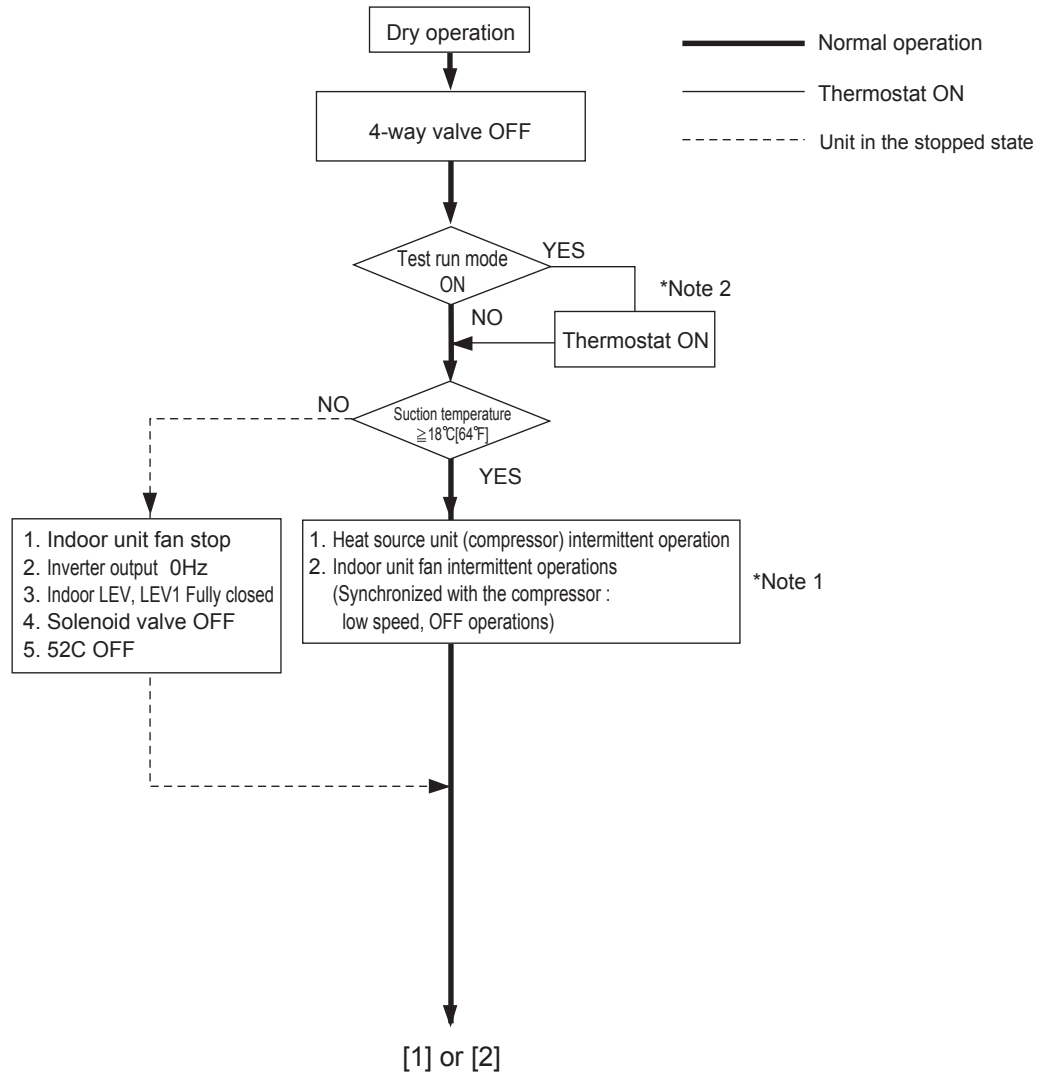 Dry operation
Normal operation
Thermostat ON
Unit in the stopped state
4-way valve OFF
Test run mode
ON
YES
*Note 2
NO
Thermostat ON
NO
Suction temperature
≧18℃[64℉]
YES
1. Indoor unit fan stop
2. Inverter output 0Hz
3. Indoor LEV, LEV1 Fully closed
4. Solenoid valve OFF
5. 52C OFF
1. Heat source unit (compressor) intermittent operation
2. Indoor unit fan intermittent operations
(Synchronized with the compressor :
low speed, OFF operations)
*Note 1
[1] or [2]